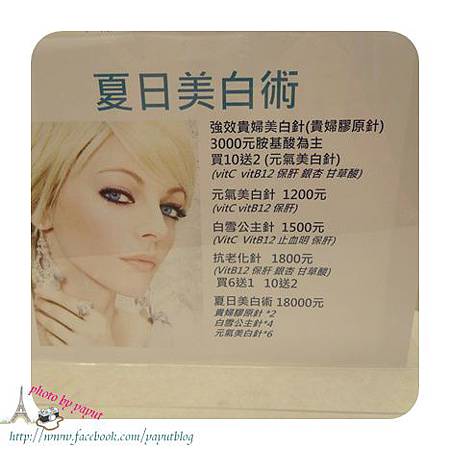 夏日美白術
強效貴婦美白針(貴婦膠原針)
3000元胺基酸為主
買10送2 (元氣美白針)
(vitC vitB12 保肝 銀杏 甘草酸)
元氣美白針 1200元
(vitC vitB12 保肝)
白雪公主針 1500元
(VitC VitB12 止血明 保肝)
抗老化針 1800元
(VitB12 保肝 銀杏 甘草酸)
買6送1 10送2
夏日美白術 18000元
貴婦膠原針 *2
白雪公主針*4
元氣美白針*6
photo by paput
http://www.facebook.com/paputblog